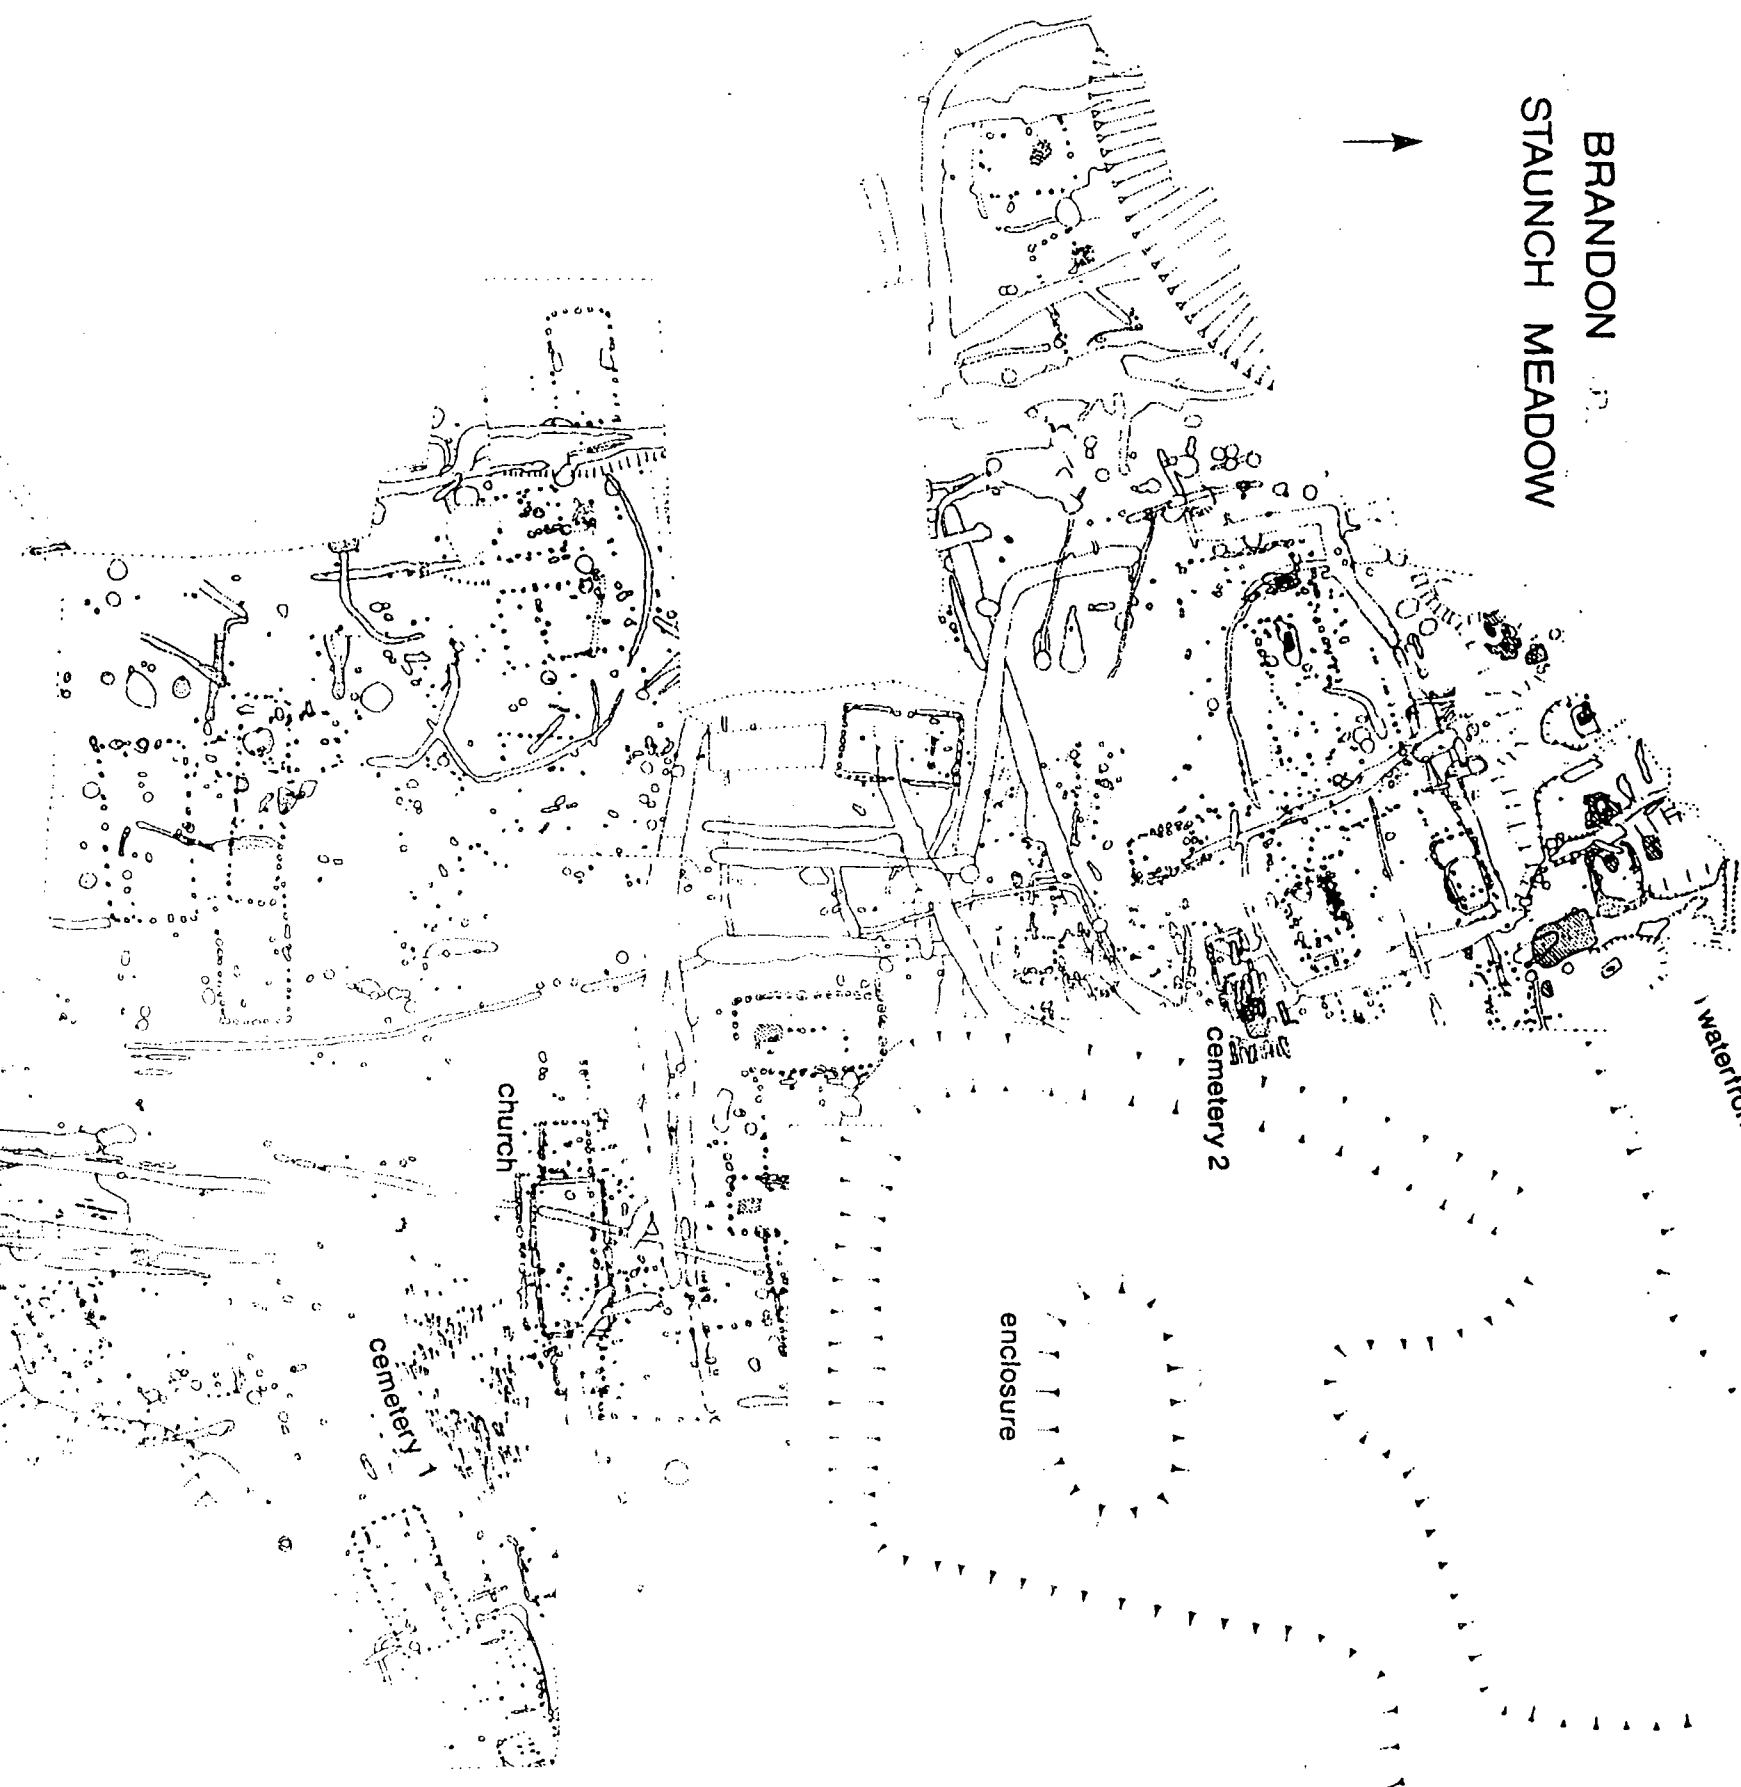 BRANDON
STAUNCH MEADOW
cemetery 2
church
enclosure
cemetery 1